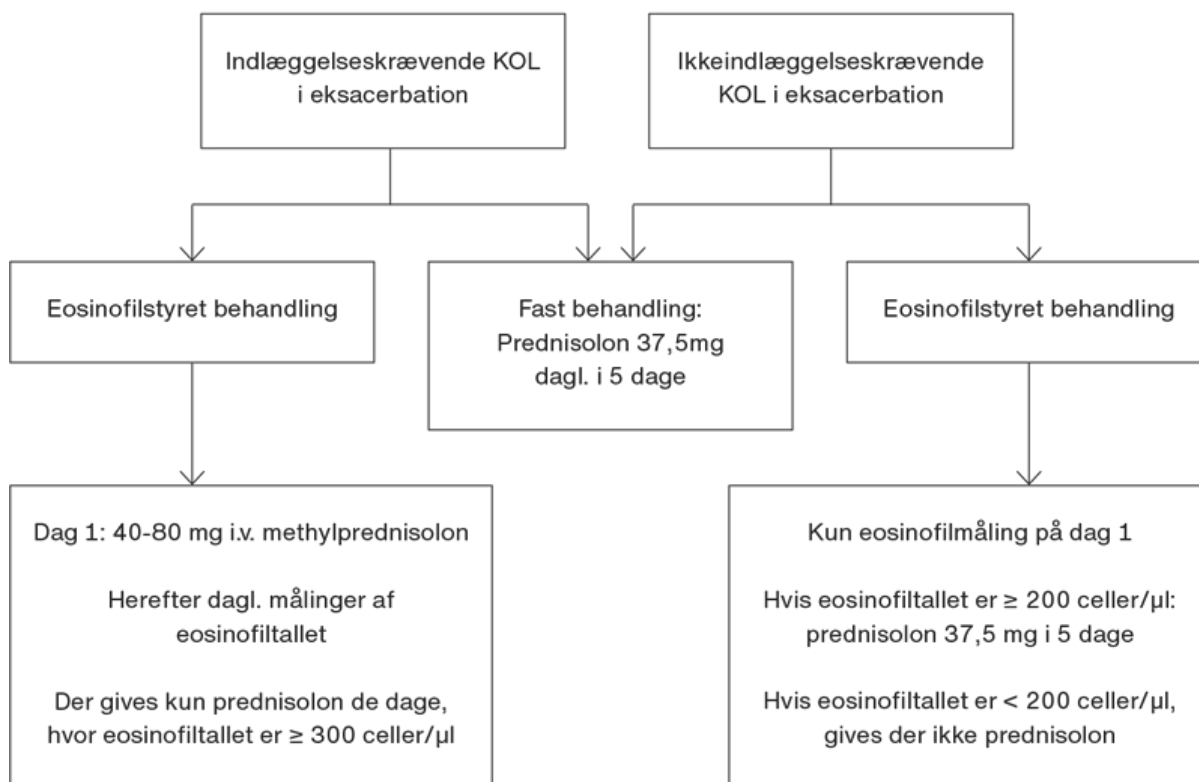 Indlæggelseskrævende KOL
i eksacerbation
Ikkeindlæggelseskrævende
KOL i eksacerbation
Eosinofilstyret behandling
Fast behandling:
Prednisolon 37,5mg
dagl. i 5 dage
Eosinofilstyret behandling
Dag 1: 40-80 mg i.v. methylprednisolon
Herefter dagl. målinger af
eosinofiltallet
Der gives kun prednisolon de dage,
hvor eosinofiltallet er ≥ 300 celler/µl
Kun eosinofilmåling på dag 1
Hvis eosinofiltallet er ≥ 200 celler/µl:
prednisolon 37,5 mg i 5 dage
Hvis eosinofiltallet er < 200 celler/µl,
gives der ikke prednisolon